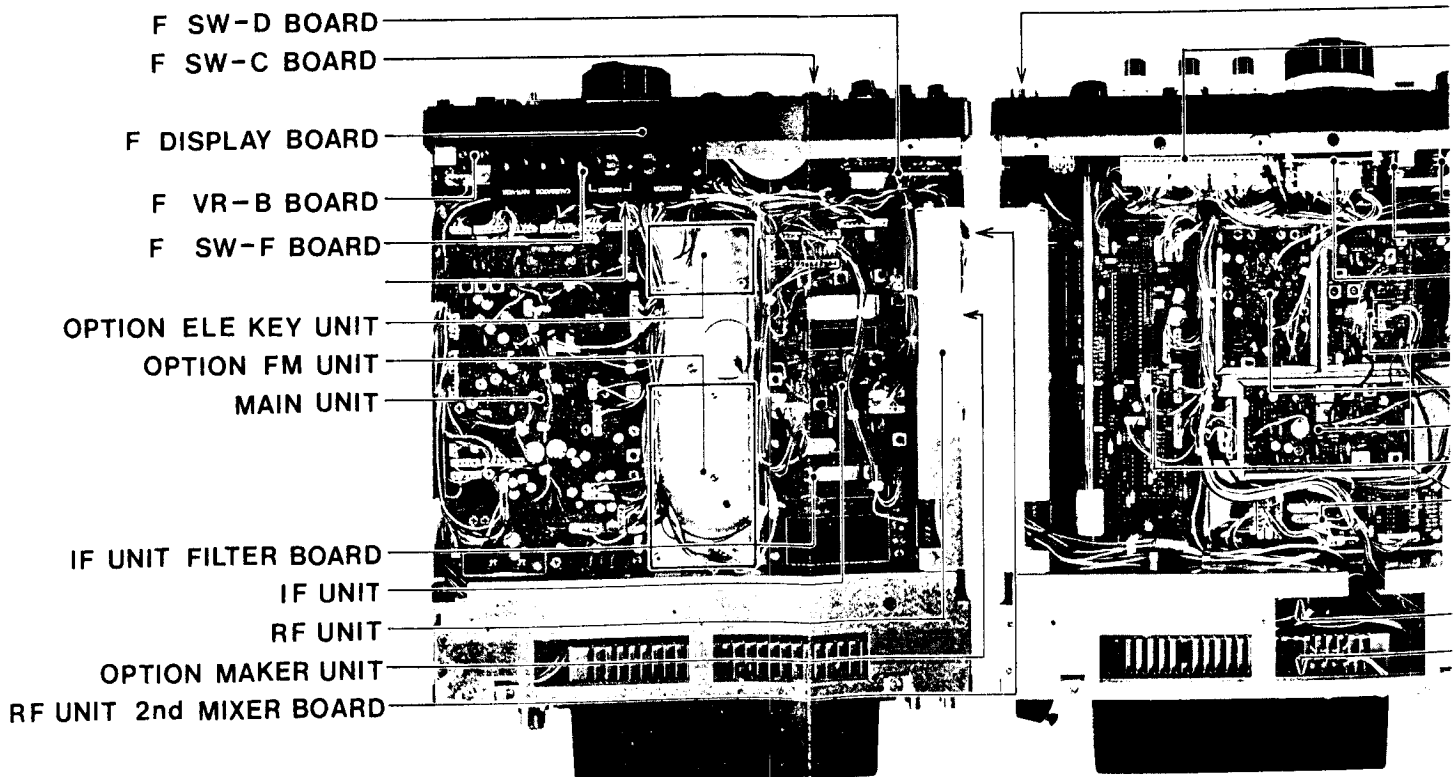 F SW-D BOARD
F SW-C BOARD
F DISPLAY BOARD
F VR-B BOARD
F SW-F BOARD
OPTION ELE KEY UNIT
OPTION FM UNIT
MAIN UNIT
IF UNIT FILTER BOARD
IF UNIT
RF UNIT
OPTION MAKER UNIT
RF UNIT 2nd MIXER BOARD